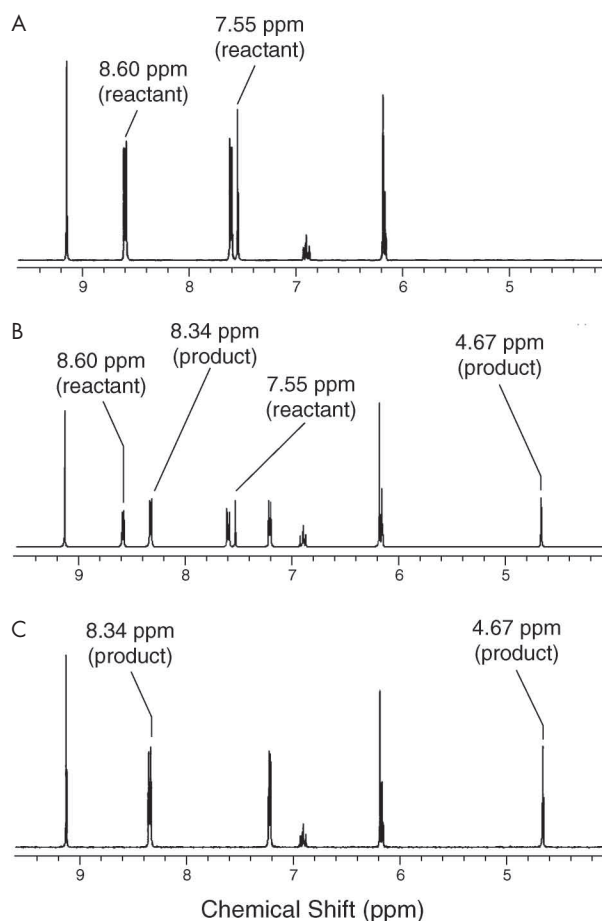 A
7.55 ppm
(reactant)
8.60 ppm
(reactant)
9 8 7 6 5
B
8.34 ppm
(product)
8.60 ppm
(reactant)
7.55 ppm
(reactant)
4.67 ppm
(product)
9 8 7 6 5
C
8.34 ppm
(product)
4.67 ppm
(product)
9 8 7 6 5
Chemical Shift (ppm)